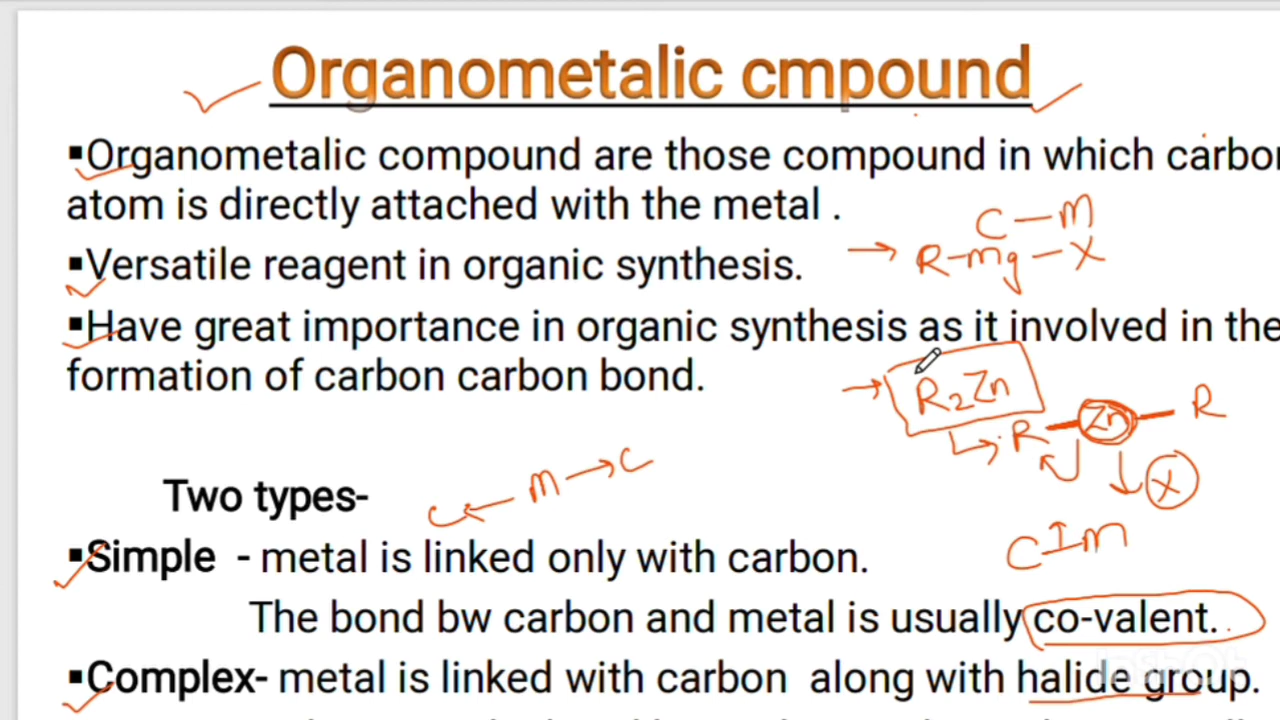 Organometalic cmpound
▪Organometalic compound are those compound in which carbon
atom is directly attached with the metal .
C — M
▪Versatile reagent in organic synthesis.
→ R-mg-X
▪Have great importance in organic synthesis as it involved in the
formation of carbon carbon bond.
→ R₂Zn
↳ R — Zn — R
X
Two types-
C ← M → C
▪Simple - metal is linked only with carbon.
The bond bw carbon and metal is usually co-valent.
▪Complex- metal is linked with carbon along with halide group.